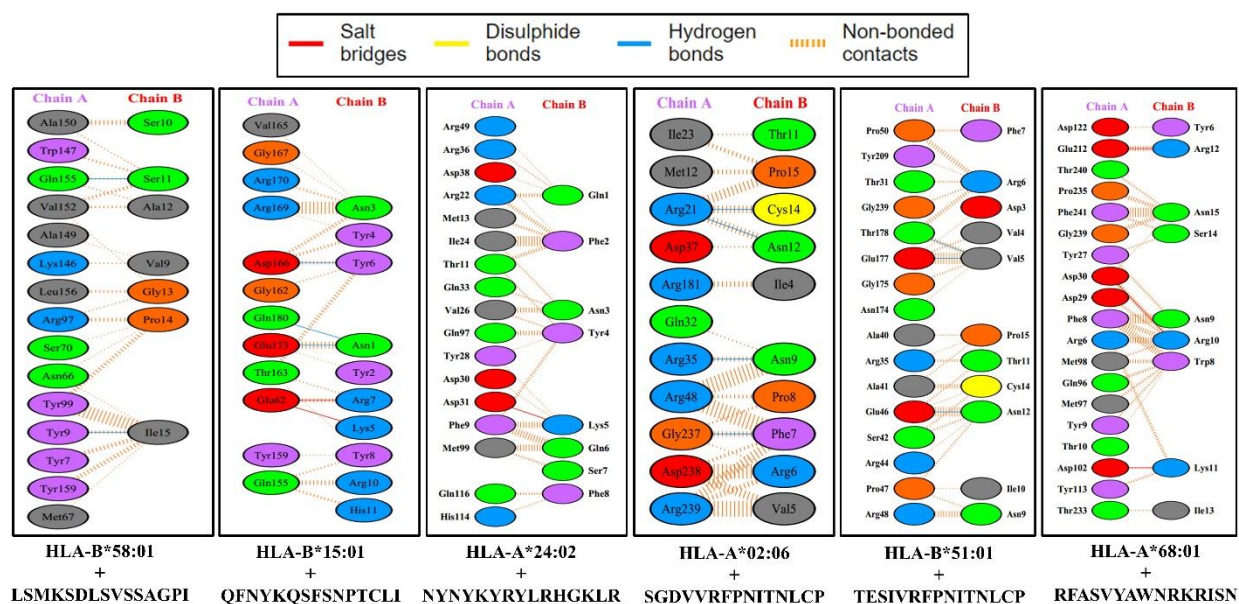 Salt bridges
Disulphide bonds
Hydrogen bonds
Non-bonded contacts
Chain A Chain B
Ala150 Ser10
Trp147
Gln155 Ser11
Val152 Ala12
Ala149
Lys146 Val9
Leu156 Gly13
Arg97 Pro14
Ser70
Asn66
Tyr99
Tyr9 Ile15
Tyr7
Tyr159
Met67
HLA-B*58:01
+
LSMKSDLSVSSAGPI
Chain A Chain B
Val165
Gly167
Arg170
Arg169 Asn3
Tyr4
Asp166 Tyr6
Gly162
Gln180
Glu173 Asn1
Thr163 Tyr2
Glu62 Arg7
Lys5
Tyr159 Tyr8
Gln155 Arg10
His11
HLA-B*15:01
+
QFNYKQSFSNPTCLI
Chain A Chain B
Arg49
Arg36
Asp38
Arg22 Gln1
Met13
Ile24 Phe2
Thr11
Gln33
Val26 Asn3
Gln97 Tyr4
Tyr28
Asp30
Asp31 Lys5
Phe9
Met99 Gln6
Ser7
Gln116 Phe8
His114
HLA-A*24:02
+
NYNYKYRYLRHGKLR
Chain A Chain B
Ile23 Thr11
Met12 Pro15
Arg21 Cys14
Asp37 Asn12
Arg181 Ile4
Gln32
Arg35 Asn9
Arg48 Pro8
Gly237 Phe7
Asp238 Arg6
Arg239 Val5
HLA-A*02:06
+
SGDVVRFPNITNLCP
Chain A Chain B
Pro50 Phe7
Tyr209
Thr31 Arg6
Gly239 Asp3
Thr178 Val4
Glu177 Val5
Gly175
Asn174
Ala40 Pro15
Arg35 Thr11
Ala41 Cys14
Glu46 Asn12
Ser42
Arg44
Pro47 Ile10
Arg48 Asn9
HLA-B*51:01
+
TESIVRFPNITNLCP
Chain A Chain B
Asp122 Tyr6
Glu212 Arg12
Thr240
Pro235
Phe241 Asn15
Gly239 Ser14
Tyr27
Asp30
Asp29
Phe8 Asn9
Arg6 Arg10
Met98 Trp8
Gln96
Met97
Tyr9
Thr10
Asp102 Lys11
Tyr113
Thr233 Ile13
HLA-A*68:01
+
RFASVYAWNRKRISN